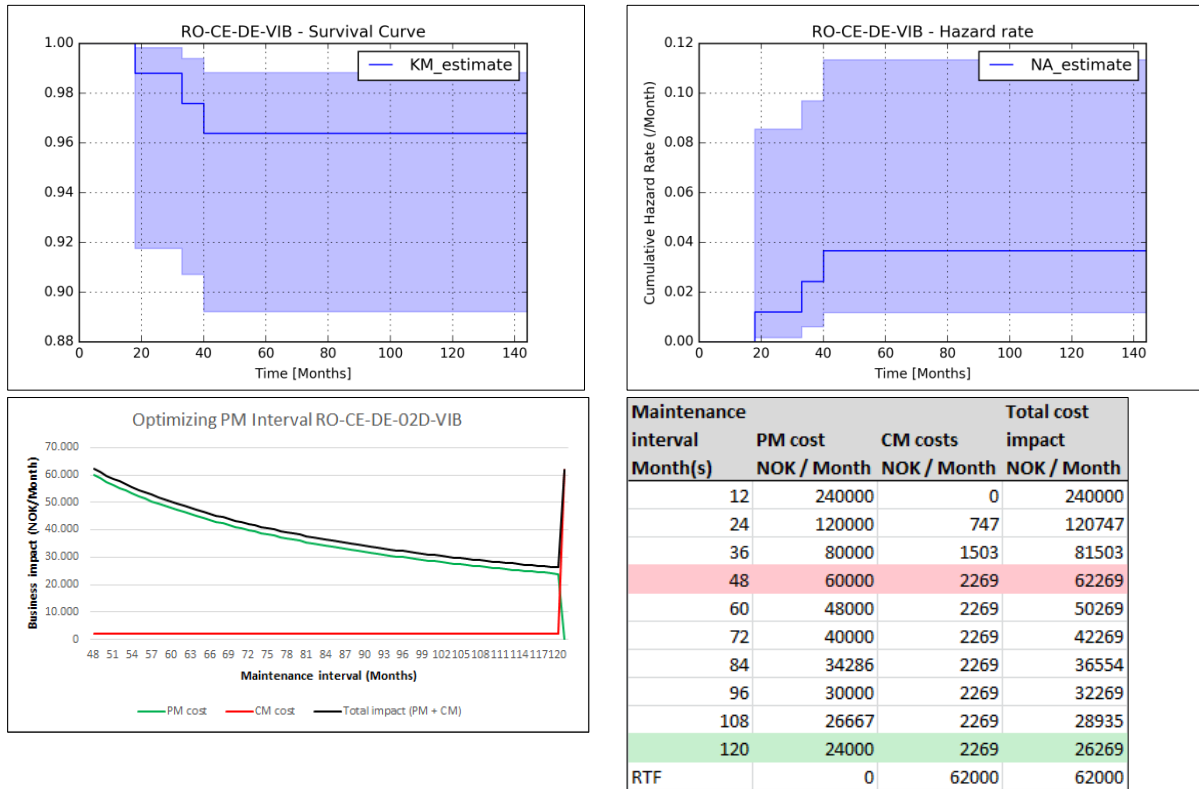 RO-CE-DE-VIB - Survival Curve
KM_estimate
1.00
0.98
0.96
0.94
0.92
0.90
0.88
0 20 40 60 80 100 120 140
Time [Months]
RO-CE-DE-VIB - Hazard rate
NA_estimate
Cumulative Hazard Rate (/Month)
0.12
0.10
0.08
0.06
0.04
0.02
0.00
0 20 40 60 80 100 120 140
Time [Months]
Optimizing PM Interval RO-CE-DE-02D-VIB
Business impact (NOK/Month)
70.000
60.000
50.000
40.000
30.000
20.000
10.000
0
48 51 54 57 60 63 66 69 72 75 78 81 84 87 90 93 96 99 102 105 108 111 114 117 120
Maintenance interval (Months)
PM cost CM cost Total impact (PM + CM)
Maintenance Total cost
interval PM cost CM costs impact
Month(s) NOK / Month NOK / Month NOK / Month
12 240000 0 240000
24 120000 747 120747
36 80000 1503 81503
48 60000 2269 62269
60 48000 2269 50269
72 40000 2269 42269
84 34286 2269 36554
96 30000 2269 32269
108 26667 2269 28935
120 24000 2269 26269
RTF 0 62000 62000